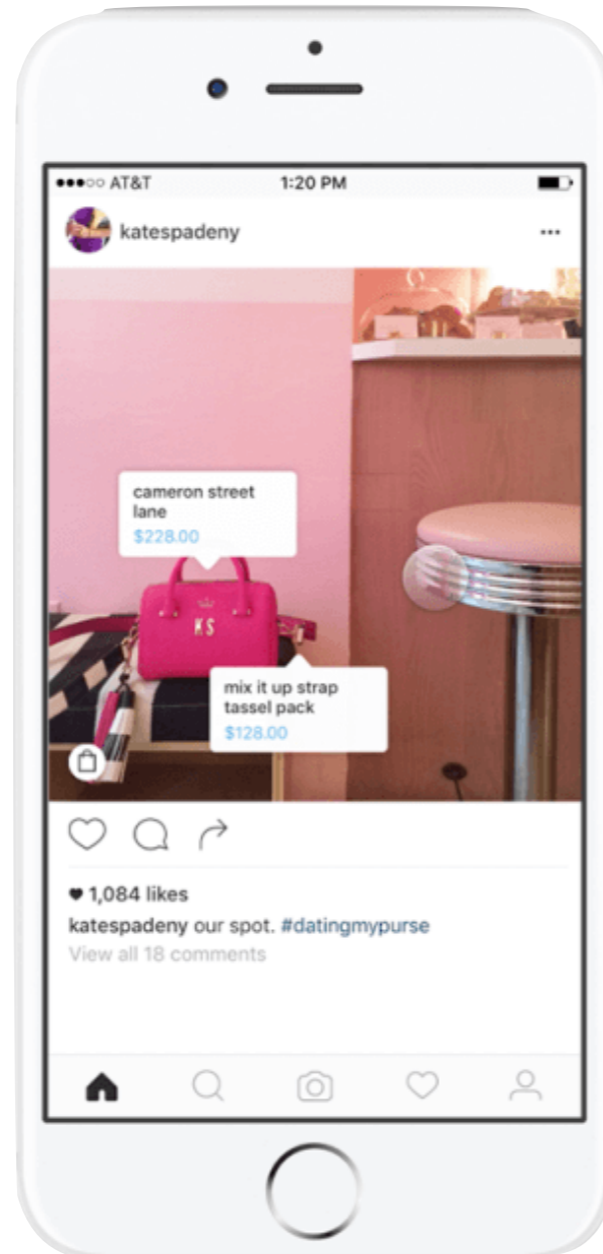 AT&T 1:20 PM
katespadeny
cameron street
lane
$228.00
KS
mix it up strap
tassel pack
$128.00
1,084 likes
katespadeny our spot. #datingmypurse
View all 18 comments